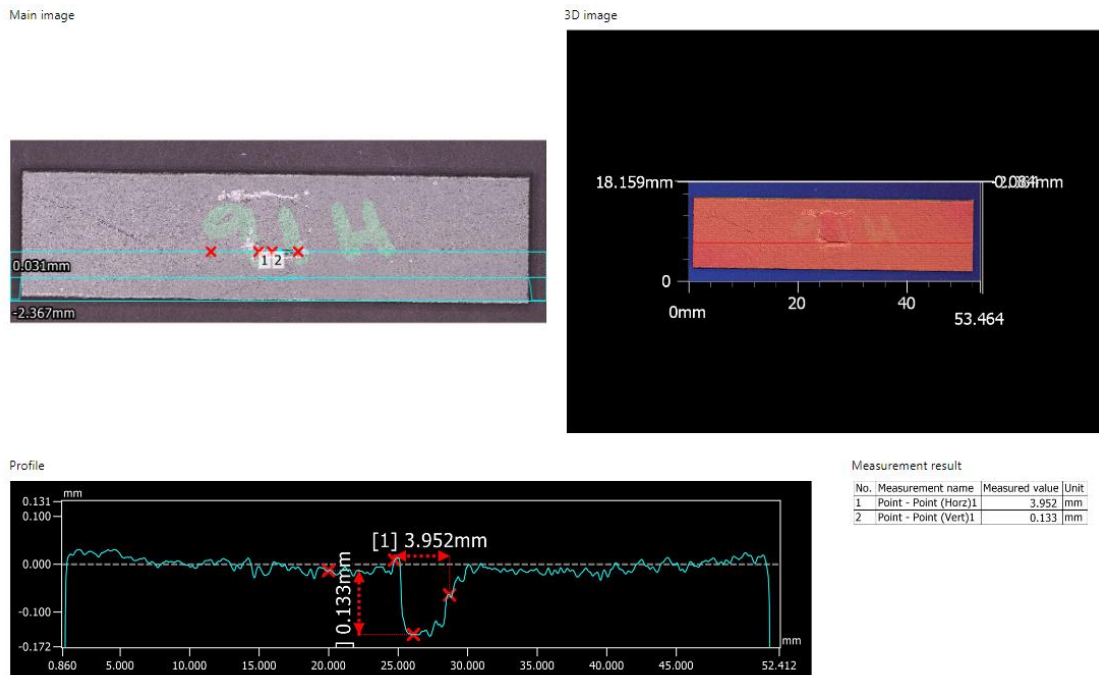 Main image
3D image
91H
1 2
0.031mm
-2.367mm
18.159mm
0
0mm
20
40
53.464
Profile
mm
0.131
0.100
0.000
-0.100
-0.172
[1] 3.952mm
0.133mm
mm
0.860 5.000 10.000 15.000 20.000 25.000 30.000 35.000 40.000 45.000 52.412
Measurement result
No. Measurement name Measured value Unit
1 Point - Point (Horz)1 3.952 mm
2 Point - Point (Vert)1 0.133 mm